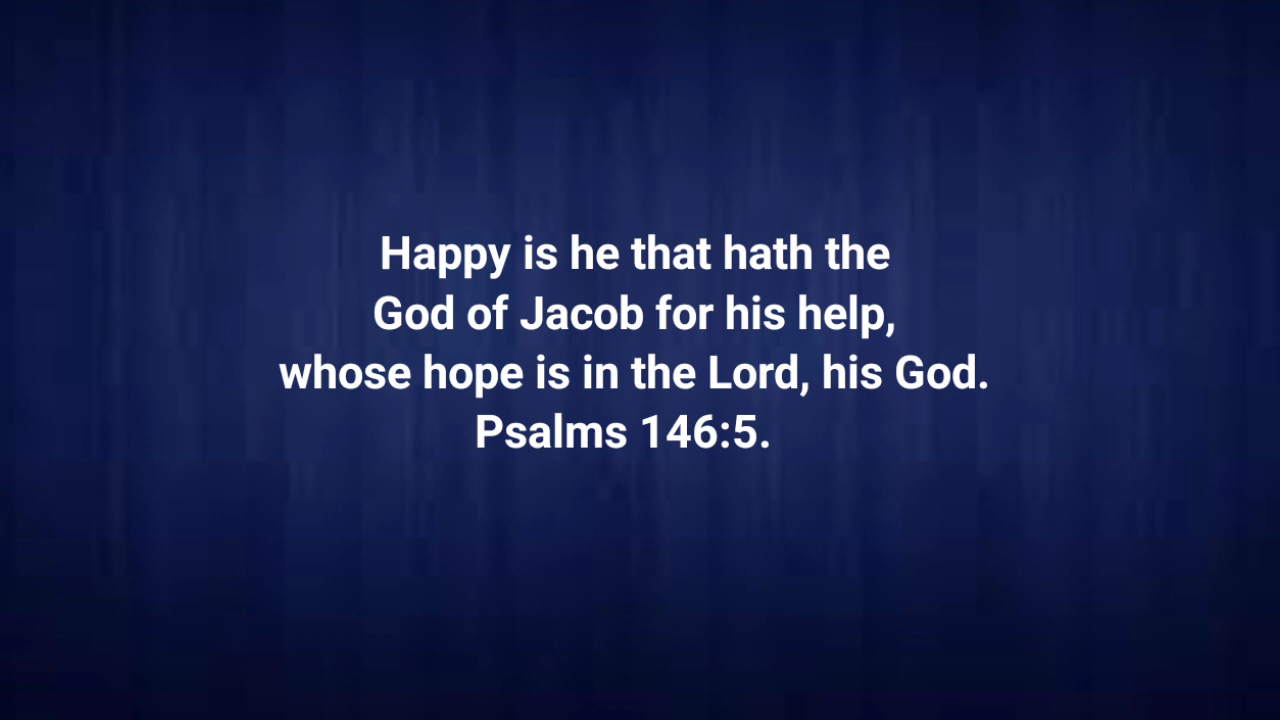 Happy is he that hath the
God of Jacob for his help,
whose hope is in the Lord, his God.
Psalms 146:5.